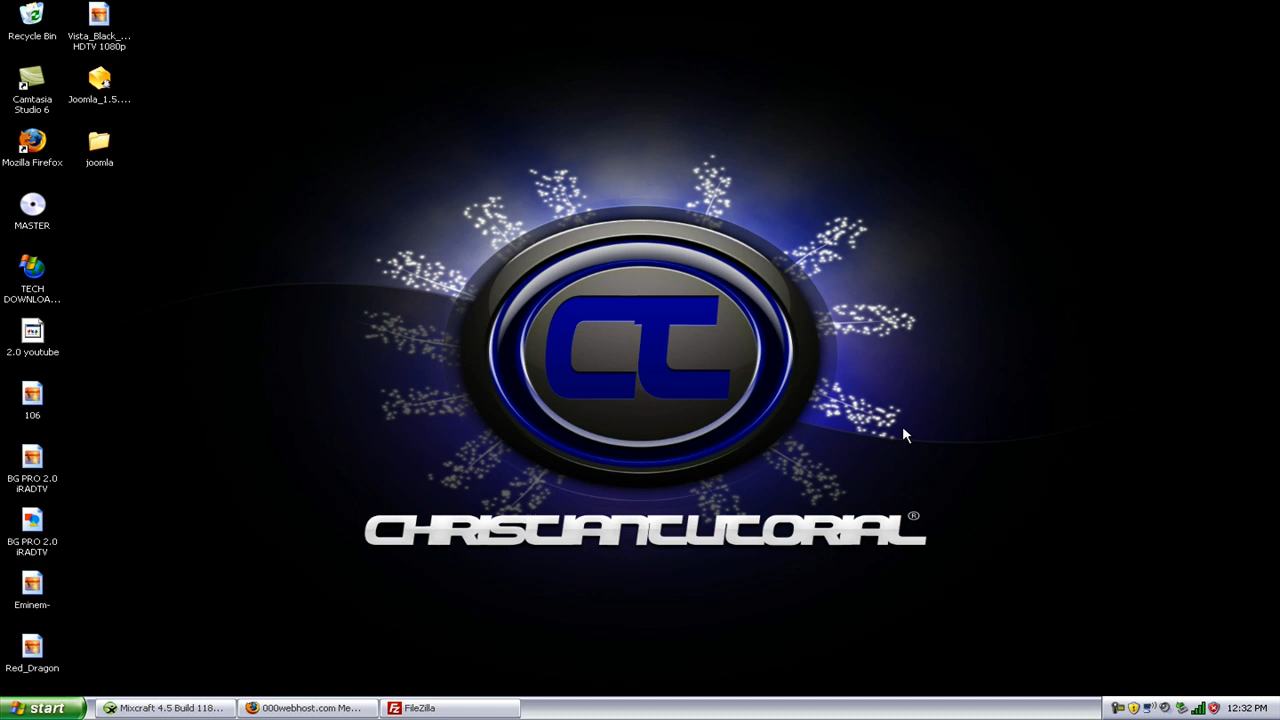 Recycle Bin
Vista_Black_...
HDTV 1080p
Camtasia
Studio 6
Joomla_1.5....
Mozilla Firefox
joomla
MASTER
TECH
DOWNLOA...
2.0 youtube
106
BG PRO 2.0
iRADTV
BG PRO 2.0
iRADTV
Eminem-
Red_Dragon
CT
CHRISTIANTUTORIAL®
start
Mixcraft 4.5 Build 118...
000webhost.com Me...
Fz FileZilla
12:32 PM